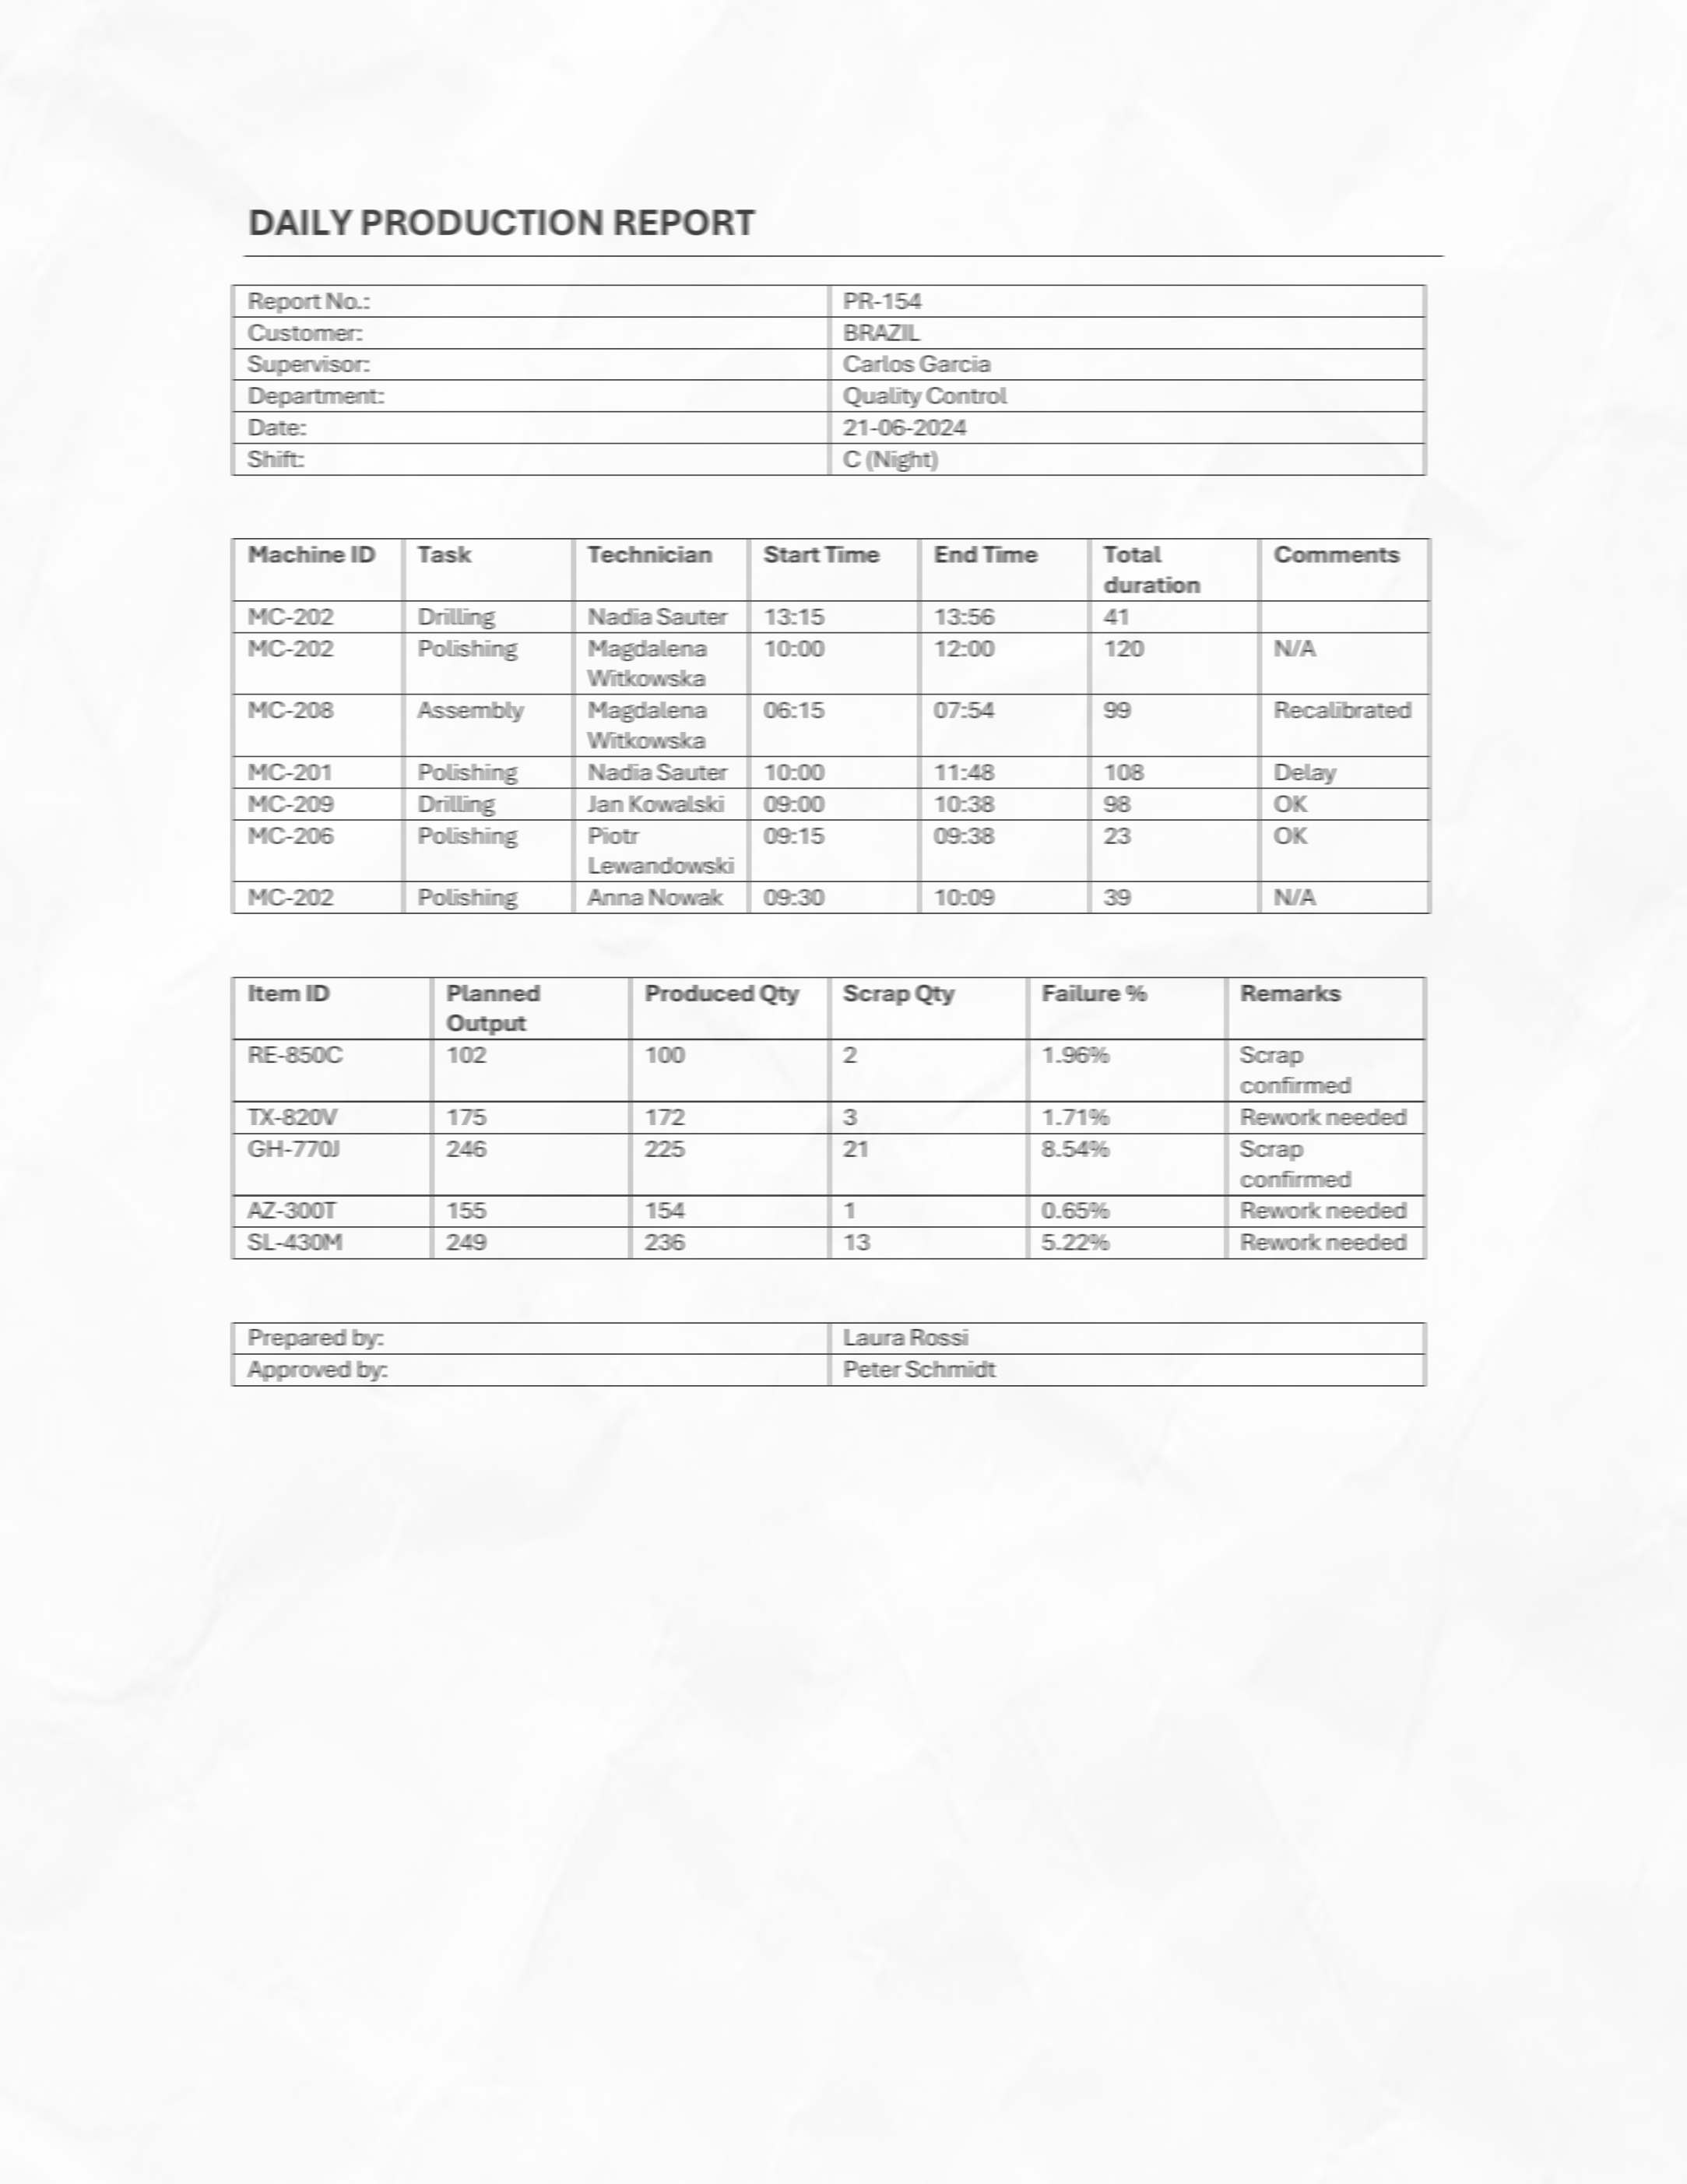 DAILY PRODUCTION REPORT
Report No.: PR-154
Customer: BRAZIL
Supervisor: Carlos Garcia
Department: Quality Control
Date: 21-06-2024
Shift: C (Night)
Machine ID Task Technician Start Time End Time Total duration Comments
MC-202 Drilling Nadia Sauter 13:15 13:56 41
MC-202 Polishing Magdalena Witkowska 10:00 12:00 120 N/A
MC-208 Assembly Magdalena Witkowska 06:15 07:54 99 Recalibrated
MC-201 Polishing Nadia Sauter 10:00 11:48 108 Delay
MC-209 Drilling Jan Kowalski 09:00 10:38 98 OK
MC-206 Polishing Piotr Lewandowski 09:15 09:38 23 OK
MC-202 Polishing Anna Nowak 09:30 10:09 39 N/A
Item ID Planned Output Produced Qty Scrap Qty Failure % Remarks
RE-850C 102 100 2 1.96% Scrap confirmed
TX-820V 175 172 3 1.71% Rework needed
GH-770J 246 225 21 8.54% Scrap confirmed
AZ-300T 155 154 1 0.65% Rework needed
SL-430M 249 236 13 5.22% Rework needed
Prepared by: Laura Rossi
Approved by: Peter Schmidt